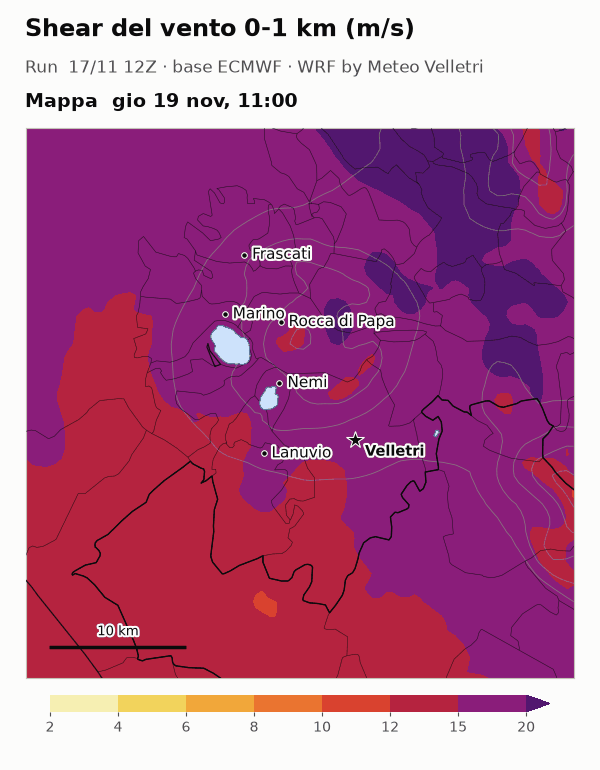 Shear del vento 0-1 km (m/s)
Run  17/11 12Z · base ECMWF · WRF by Meteo Velletri
Mappa  gio 19 nov, 11:00
Frascati
Marino
Rocca di Papa
Nemi
Velletri
Lanuvio
10 km
2 4 6 8 10 12 15 20